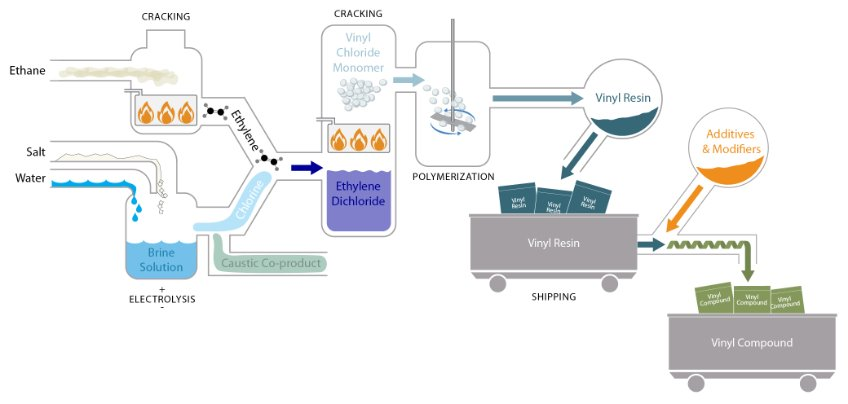 CRACKING
Ethane
Ethylene
Salt
Water
Chlorine
Brine
Solution
Caustic Co-product
+
ELECTROLYSIS
-
CRACKING
Vinyl
Chloride
Monomer
Ethylene
Dichloride
POLYMERIZATION
Vinyl Resin
Additives
& Modifiers
Vinyl
Resin
Vinyl
Resin
Vinyl
Resin
Vinyl Resin
SHIPPING
Vinyl
Compound
Vinyl
Compound
Vinyl
Compound
Vinyl Compound